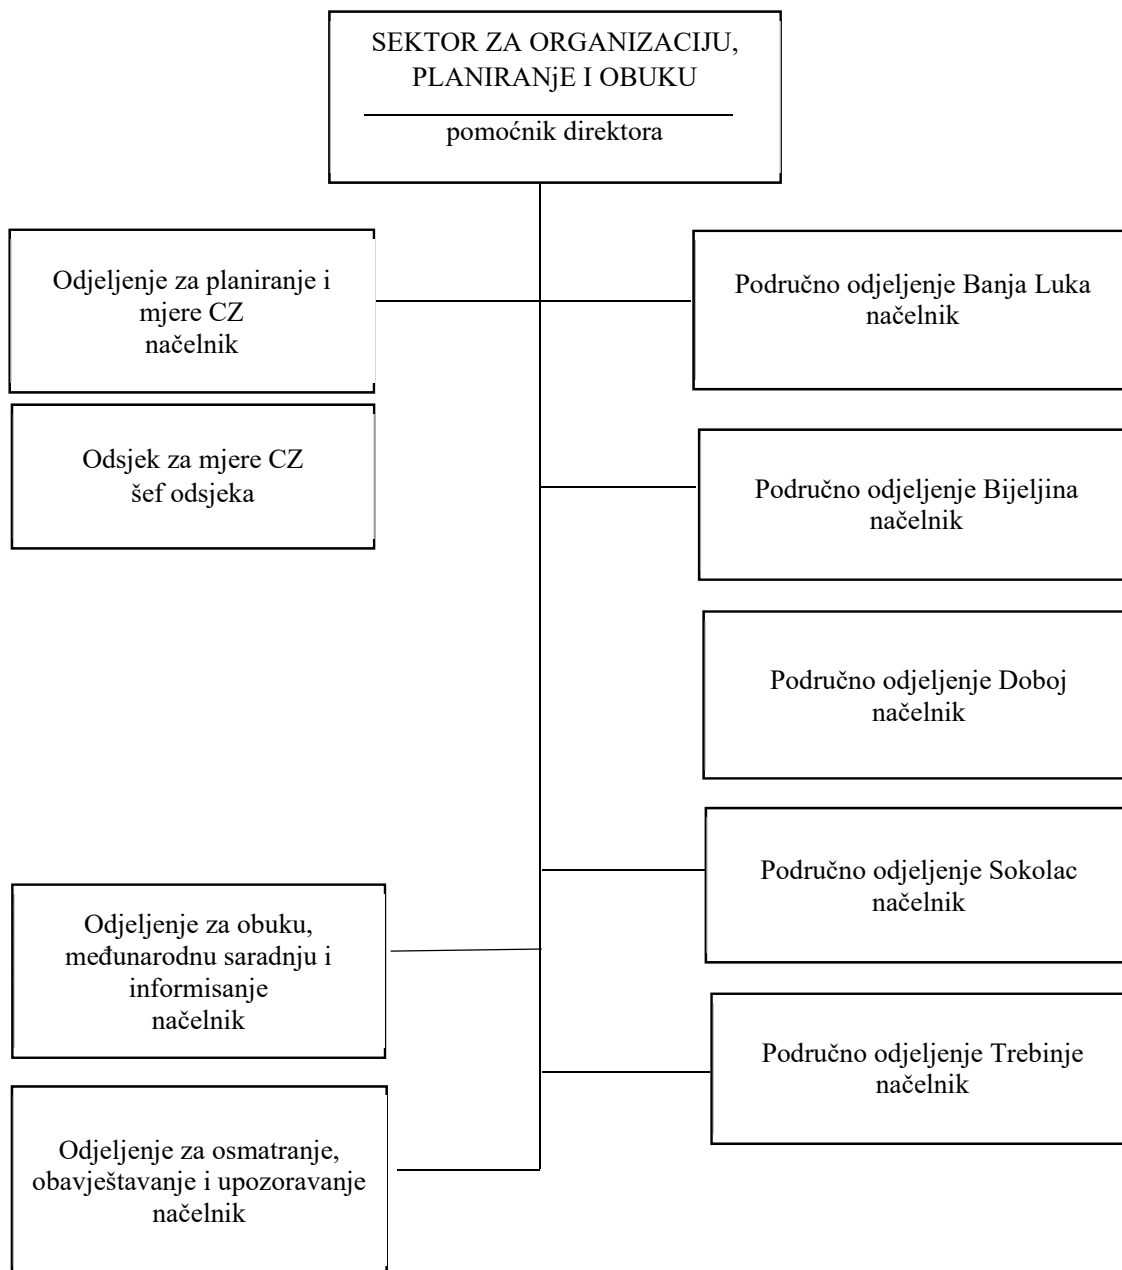 SEKTOR ZA ORGANIZACIJU,
PLANIRANjE I OBUKU
pomoćnik direktora
Odjeljenje za planiranje i
mjere CZ
načelnik
Odsjek za mjere CZ
šef odsjeka
Odjeljenje za obuku,
međunarodnu saradnju i
informisanje
načelnik
Odjeljenje za osmatranje,
obavještavanje i upozoravanje
načelnik
Područno odjeljenje Banja Luka
načelnik
Područno odjeljenje Bijeljina
načelnik
Područno odjeljenje Doboj
načelnik
Područno odjeljenje Sokolac
načelnik
Područno odjeljenje Trebinje
načelnik